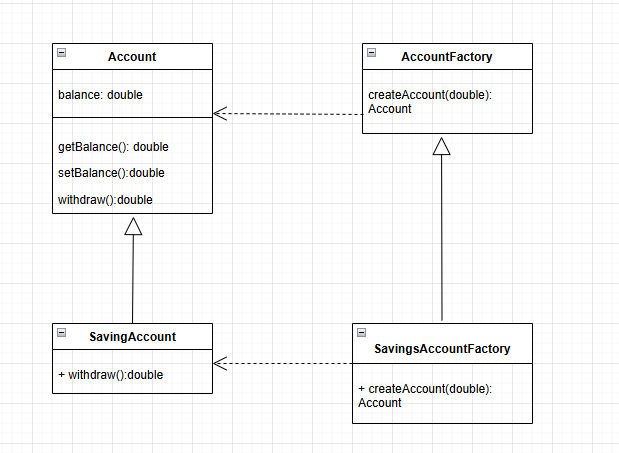 Account
balance: double
getBalance(): double
setBalance():double
withdraw():double
AccountFactory
createAccount(double):
Account
SavingAccount
+ withdraw():double
SavingsAccountFactory
+ createAccount(double):
Account